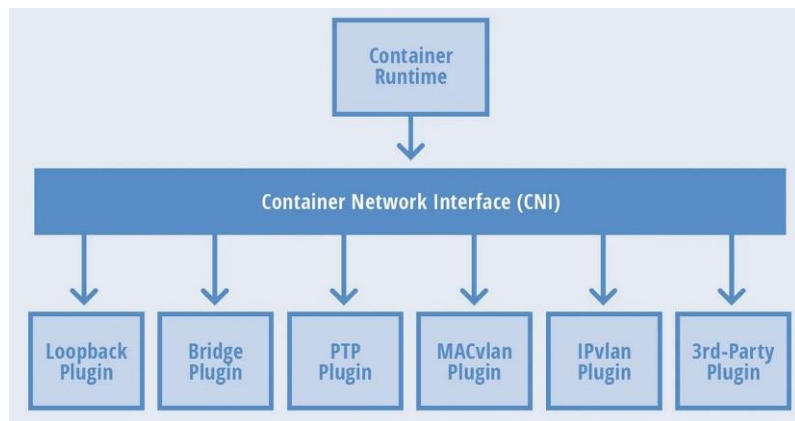 Container
Runtime
Container Network Interface (CNI)
Loopback
Plugin
Bridge
Plugin
PTP
Plugin
MACvlan
Plugin
IPvlan
Plugin
3rd-Party
Plugin